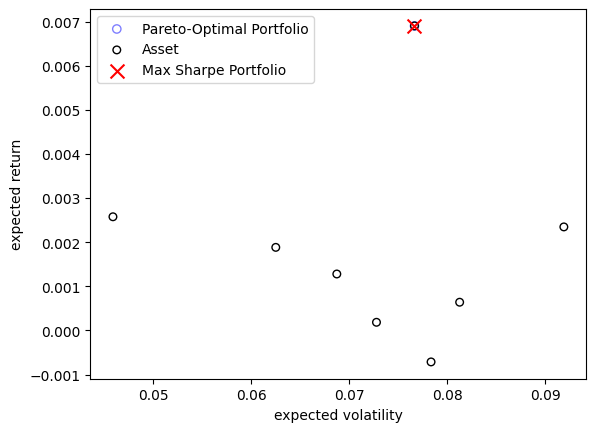 Pareto-Optimal Portfolio
Asset
Max Sharpe Portfolio
expected return
0.007
0.006
0.005
0.004
0.003
0.002
0.001
0.000
−0.001
0.05 0.06 0.07 0.08 0.09
expected volatility